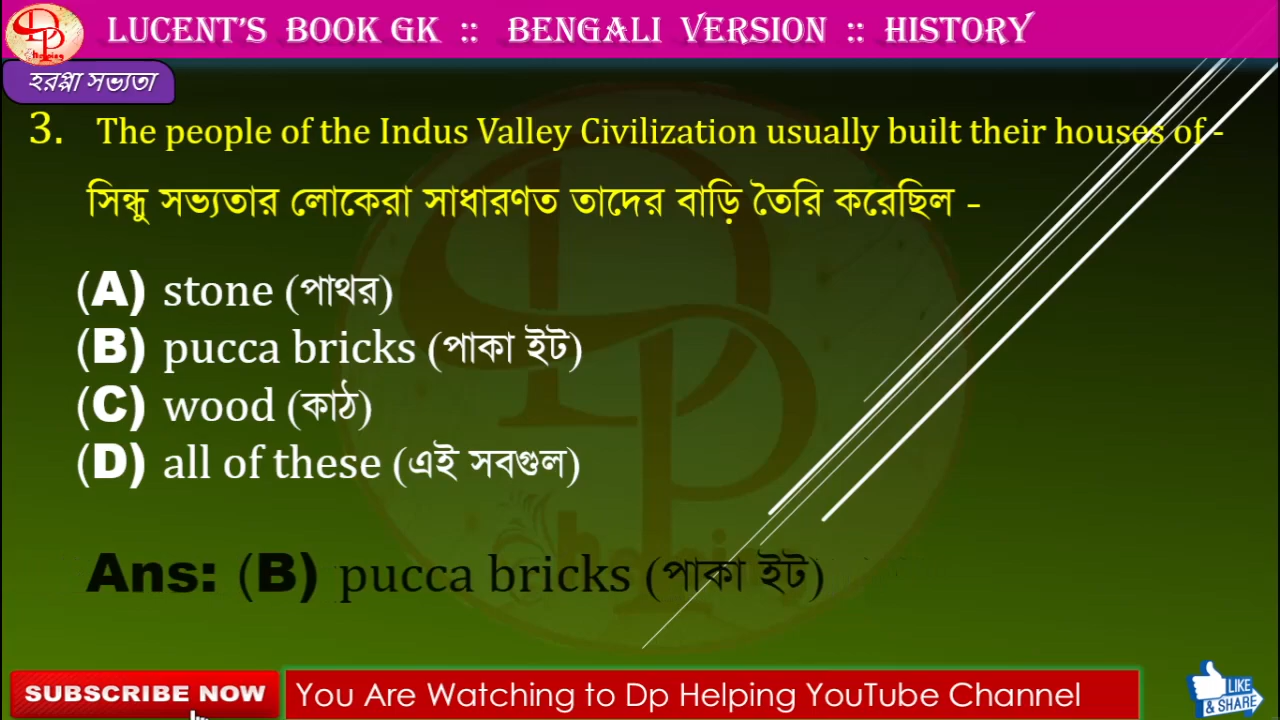 LUCENT'S BOOK GK :: BENGALI VERSION :: HISTORY
হরপ্পা সভ্যতা
3. The people of the Indus Valley Civilization usually built their houses of -
সিন্ধু সভ্যতার লোকেরা সাধারণত তাদের বাড়ি তৈরি করেছিল -
(A) stone (পাথর)
(B) pucca bricks (পাকা ইট)
(C) wood (কাঠ)
(D) all of these (এই সবগুল)
Ans: (B) pucca bricks (পাকা ইট)
SUBSCRIBE NOW
You Are Watching to Dp Helping YouTube Channel
LIKE
& SHARE